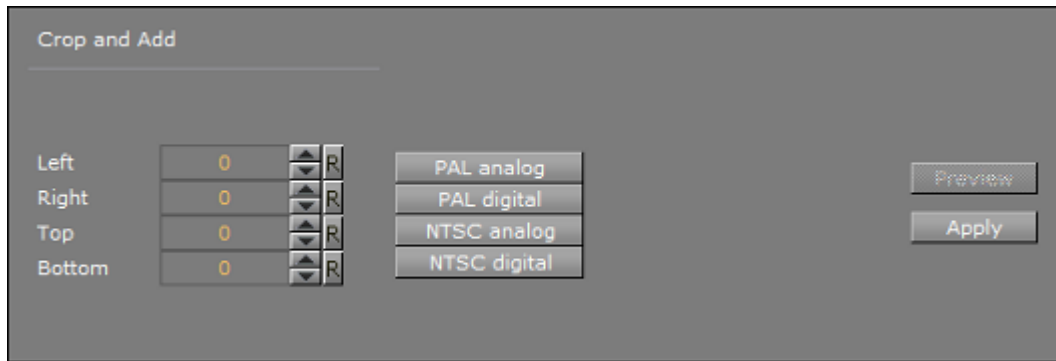 Crop and Add
Left 0 R PAL analog
Right 0 R PAL digital
Top 0 R NTSC analog
Bottom 0 R NTSC digital
Preview
Apply